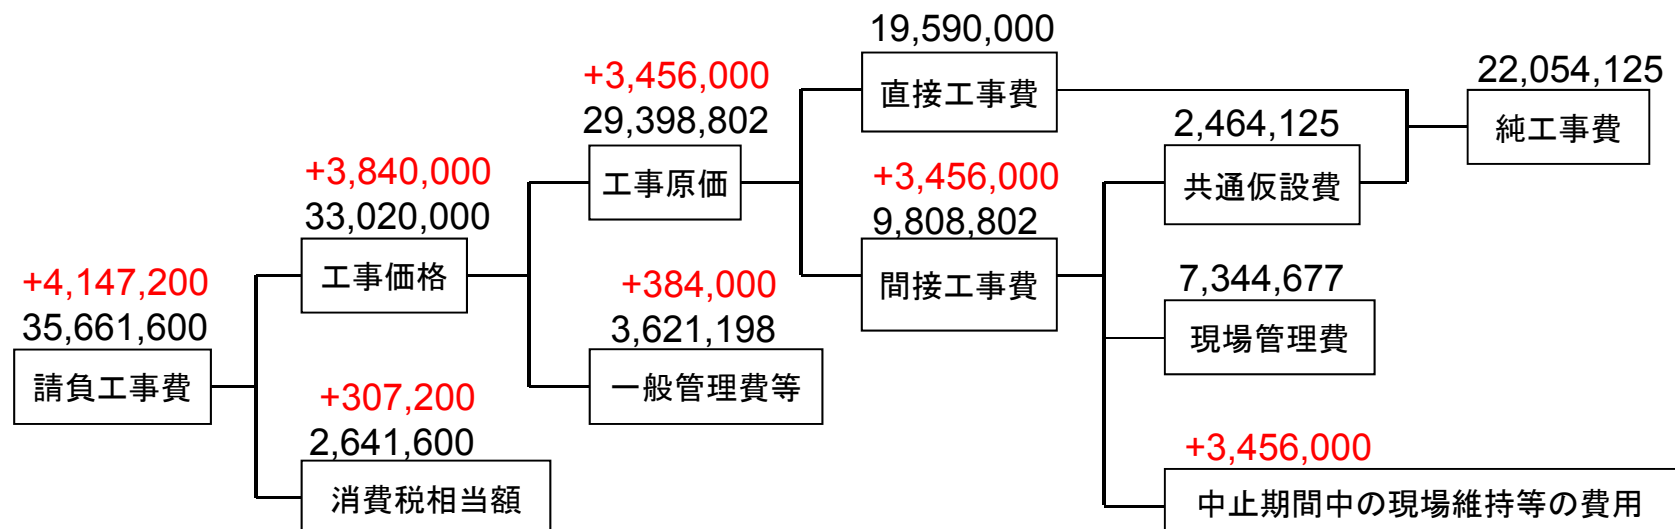 +4,147,200
35,661,600
請負工事費
+3,840,000
33,020,000
工事価格
+307,200
2,641,600
消費税相当額
+3,456,000
29,398,802
工事原価
+384,000
3,621,198
一般管理費等
19,590,000
直接工事費
+3,456,000
9,808,802
間接工事費
2,464,125
共通仮設費
7,344,677
現場管理費
+3,456,000
中止期間中の現場維持等の費用
22,054,125
純工事費